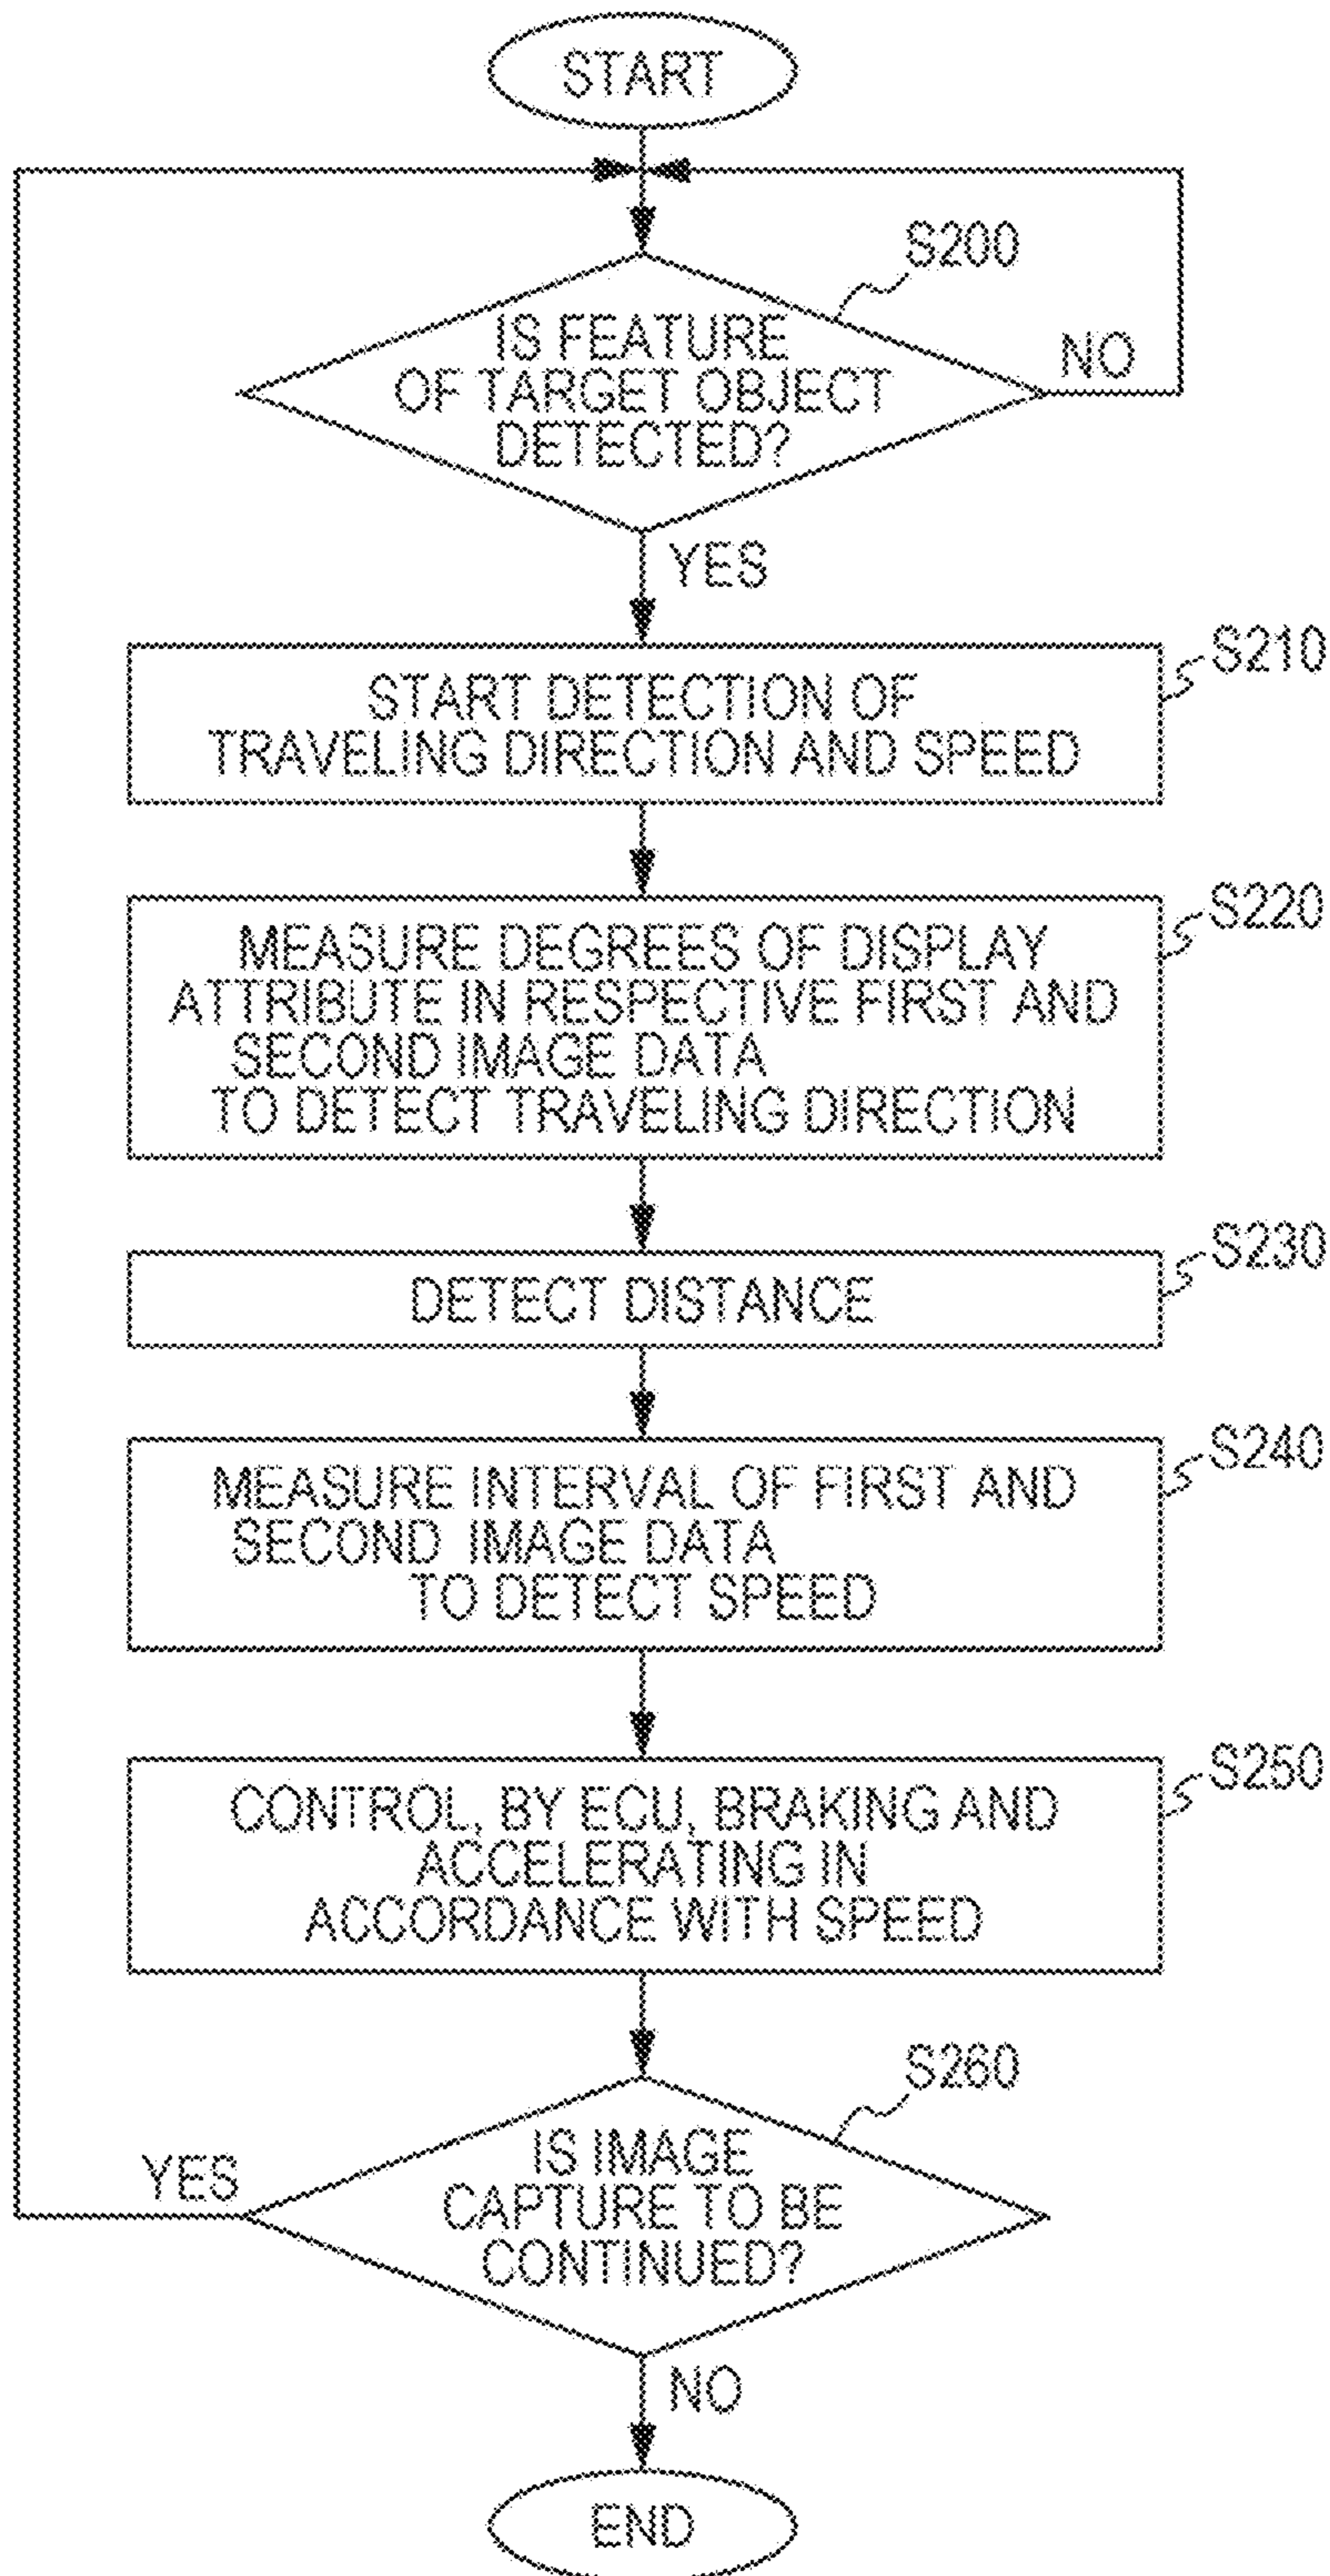 START
S200
IS FEATURE
OF TARGET OBJECT
DETECTED?
NO
YES
S210
START DETECTION OF
TRAVELING DIRECTION AND SPEED
S220
MEASURE DEGREES OF DISPLAY
ATTRIBUTE IN RESPECTIVE FIRST AND
SECOND IMAGE DATA
TO DETECT TRAVELING DIRECTION
S230
DETECT DISTANCE
S240
MEASURE INTERVAL OF FIRST AND
SECOND IMAGE DATA
TO DETECT SPEED
S250
CONTROL, BY ECU, BRAKING AND
ACCELERATING IN
ACCORDANCE WITH SPEED
S260
IS IMAGE
CAPTURE TO BE
CONTINUED?
YES
NO
END